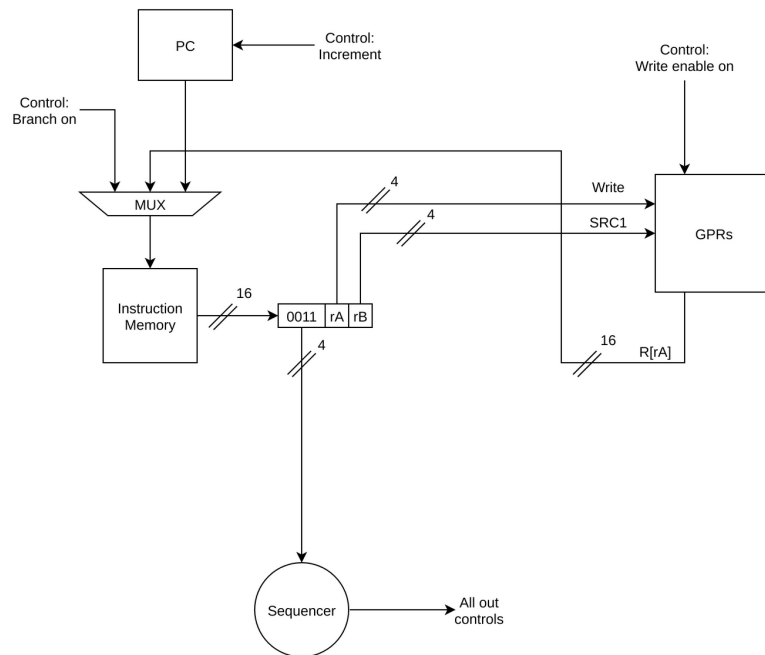 PC
Control:
Increment
Control:
Write enable on
Control:
Branch on
MUX
4
Write
4
SRC1
GPRs
Instruction
Memory
16
0011 rA rB
4
16
R[rA]
Sequencer
All out
controls